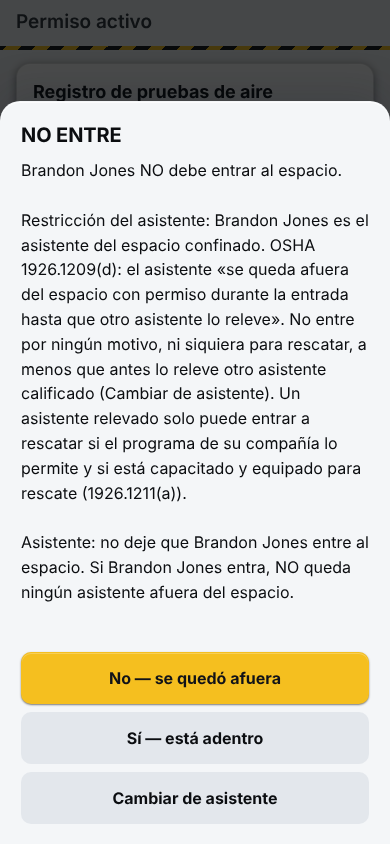 Permiso activo
Registro de pruebas de aire
NO ENTRE
Brandon Jones NO debe entrar al espacio.
Restricción del asistente: Brandon Jones es el
asistente del espacio confinado. OSHA
1926.1209(d): el asistente «se queda afuera
del espacio con permiso durante la entrada
hasta que otro asistente lo releve». No entre
por ningún motivo, ni siquiera para rescatar, a
menos que antes lo releve otro asistente
calificado (Cambiar de asistente). Un
asistente relevado solo puede entrar a
rescatar si el programa de su compañía lo
permite y si está capacitado y equipado para
rescate (1926.1211(a)).
Asistente: no deje que Brandon Jones entre al
espacio. Si Brandon Jones entra, NO queda
ningún asistente afuera del espacio.
No — se quedó afuera
Sí — está adentro
Cambiar de asistente